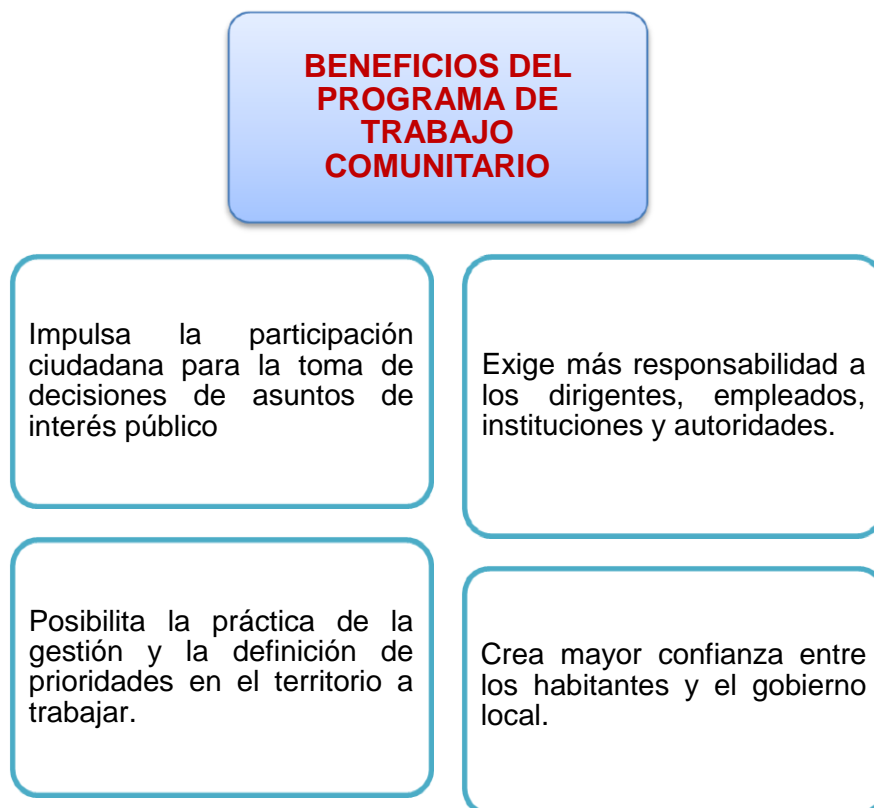 BENEFICIOS DEL
PROGRAMA DE
TRABAJO
COMUNITARIO
Impulsa la participación
ciudadana para la toma de
decisiones de asuntos de
interés público
Exige más responsabilidad a
los dirigentes, empleados,
instituciones y autoridades.
Posibilita la práctica de la
gestión y la definición de
prioridades en el territorio a
trabajar.
Crea mayor confianza entre
los habitantes y el gobierno
local.